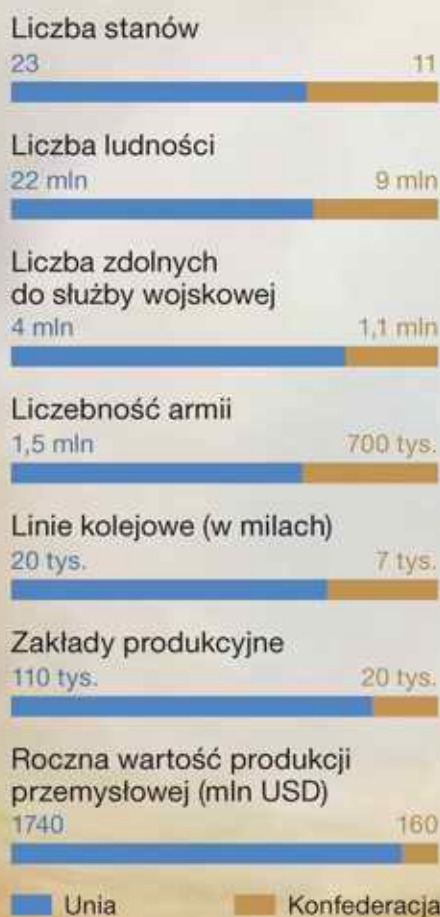 Liczba stanów
23 11
Liczba ludności
22 mln 9 mln
Liczba zdolnych
do służby wojskowej
4 mln 1,1 mln
Liczebność armii
1,5 mln 700 tys.
Linie kolejowe (w milach)
20 tys. 7 tys.
Zakłady produkcyjne
110 tys. 20 tys.
Roczna wartość produkcji
przemysłowej (mln USD)
1740 160
Unia Konfederacja